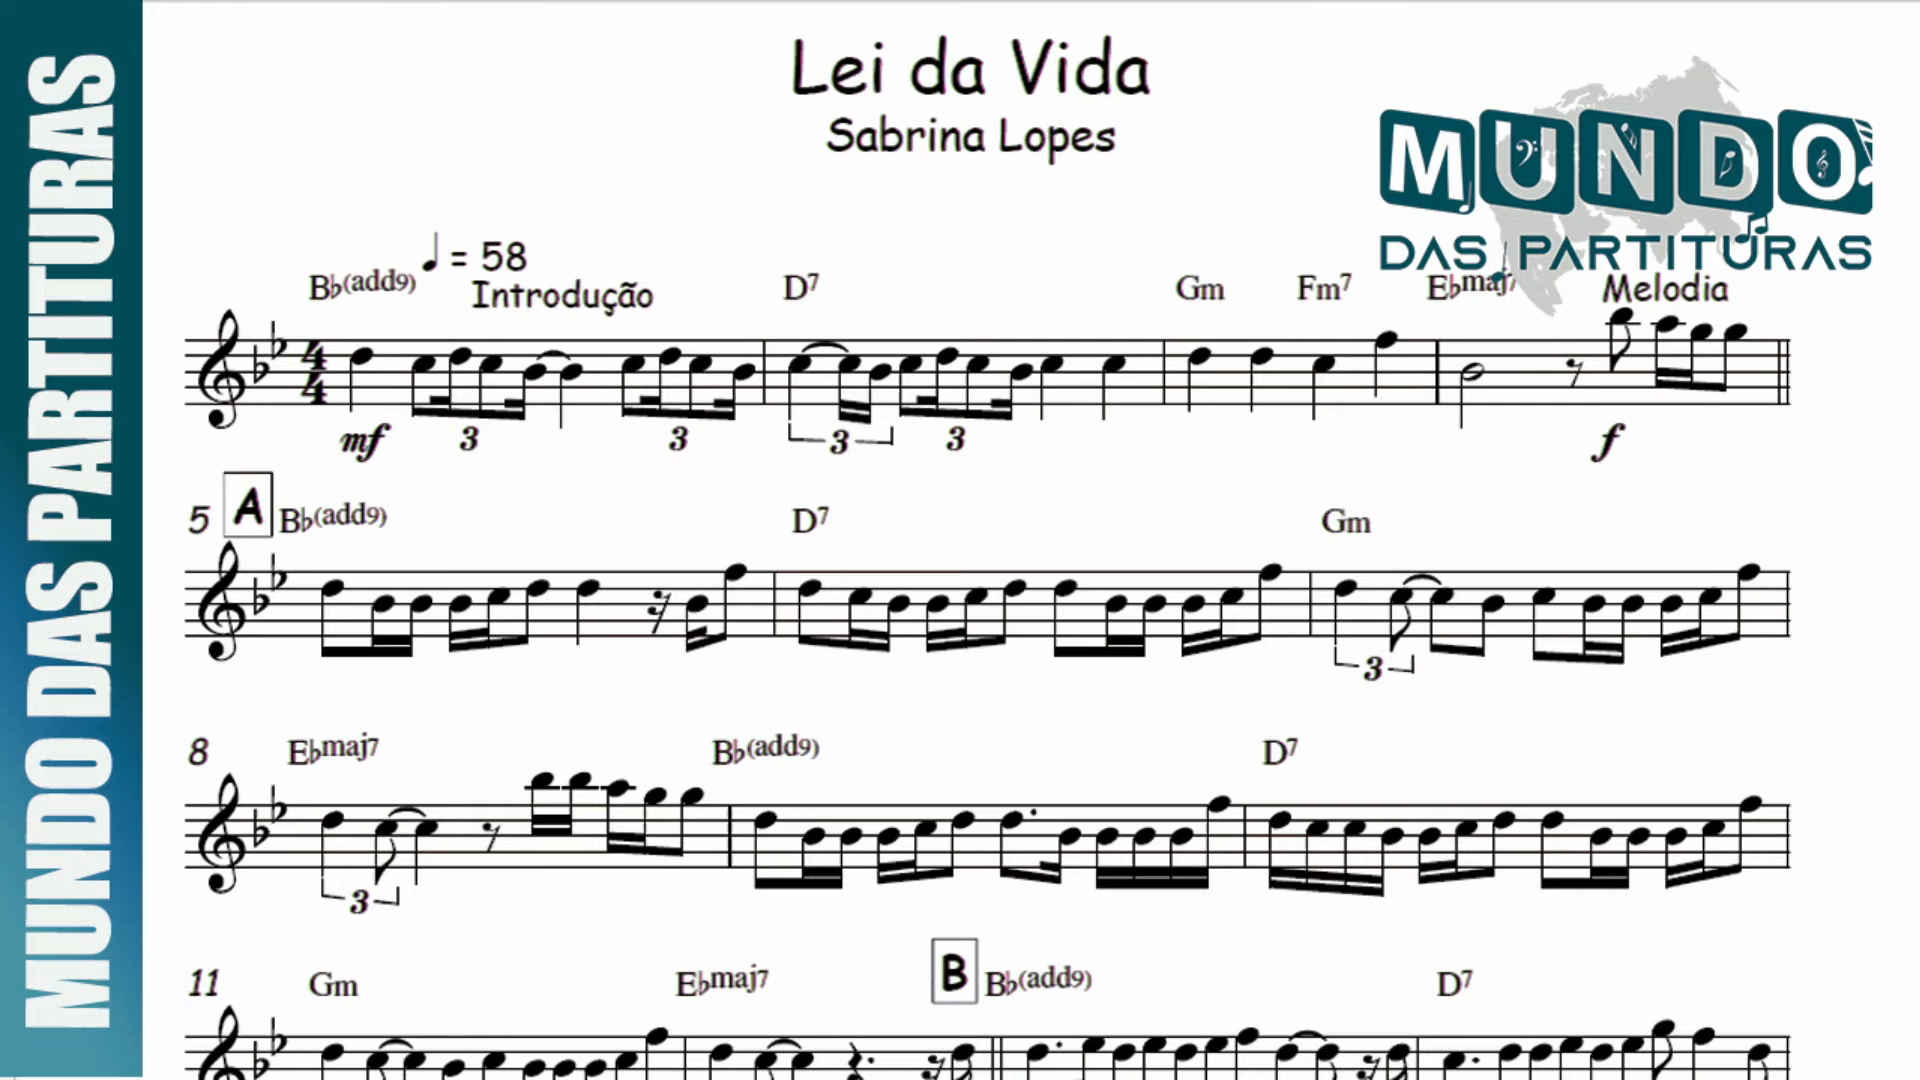 MUNDO DAS PARTITURAS
Lei da Vida
Sabrina Lopes
MUNDO
DAS PARTITURAS
♩ = 58
B♭(add9) Introdução D7 Gm Fm7 E♭maj7 Melodia
4/4
mf f
3 3 3 3
5 A B♭(add9) D7 Gm
3
8 E♭maj7 B♭(add9) D7
3
11 Gm E♭maj7 B B♭(add9) D7